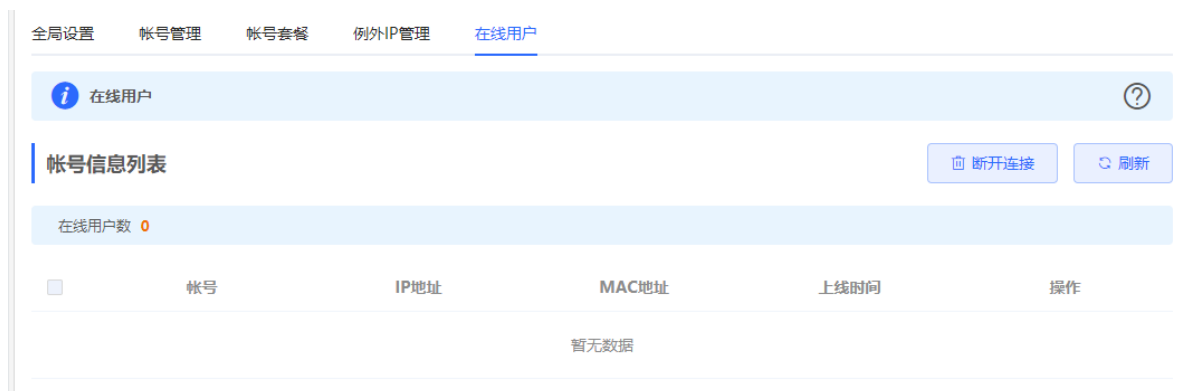 全局设置 帐号管理 帐号套餐 例外IP管理 在线用户
在线用户
帐号信息列表 断开连接 刷新
在线用户数 0
帐号 IP地址 MAC地址 上线时间 操作
暂无数据